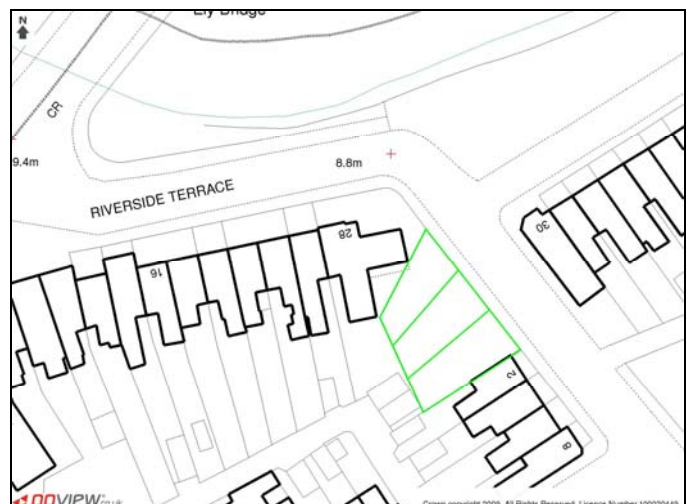 Ely Bridge
N
CR
9.4m
8.8m
RIVERSIDE TERRACE
28
30
16
2
8
Crown copyright 2009. All Rights Reserved. License Number 100020449